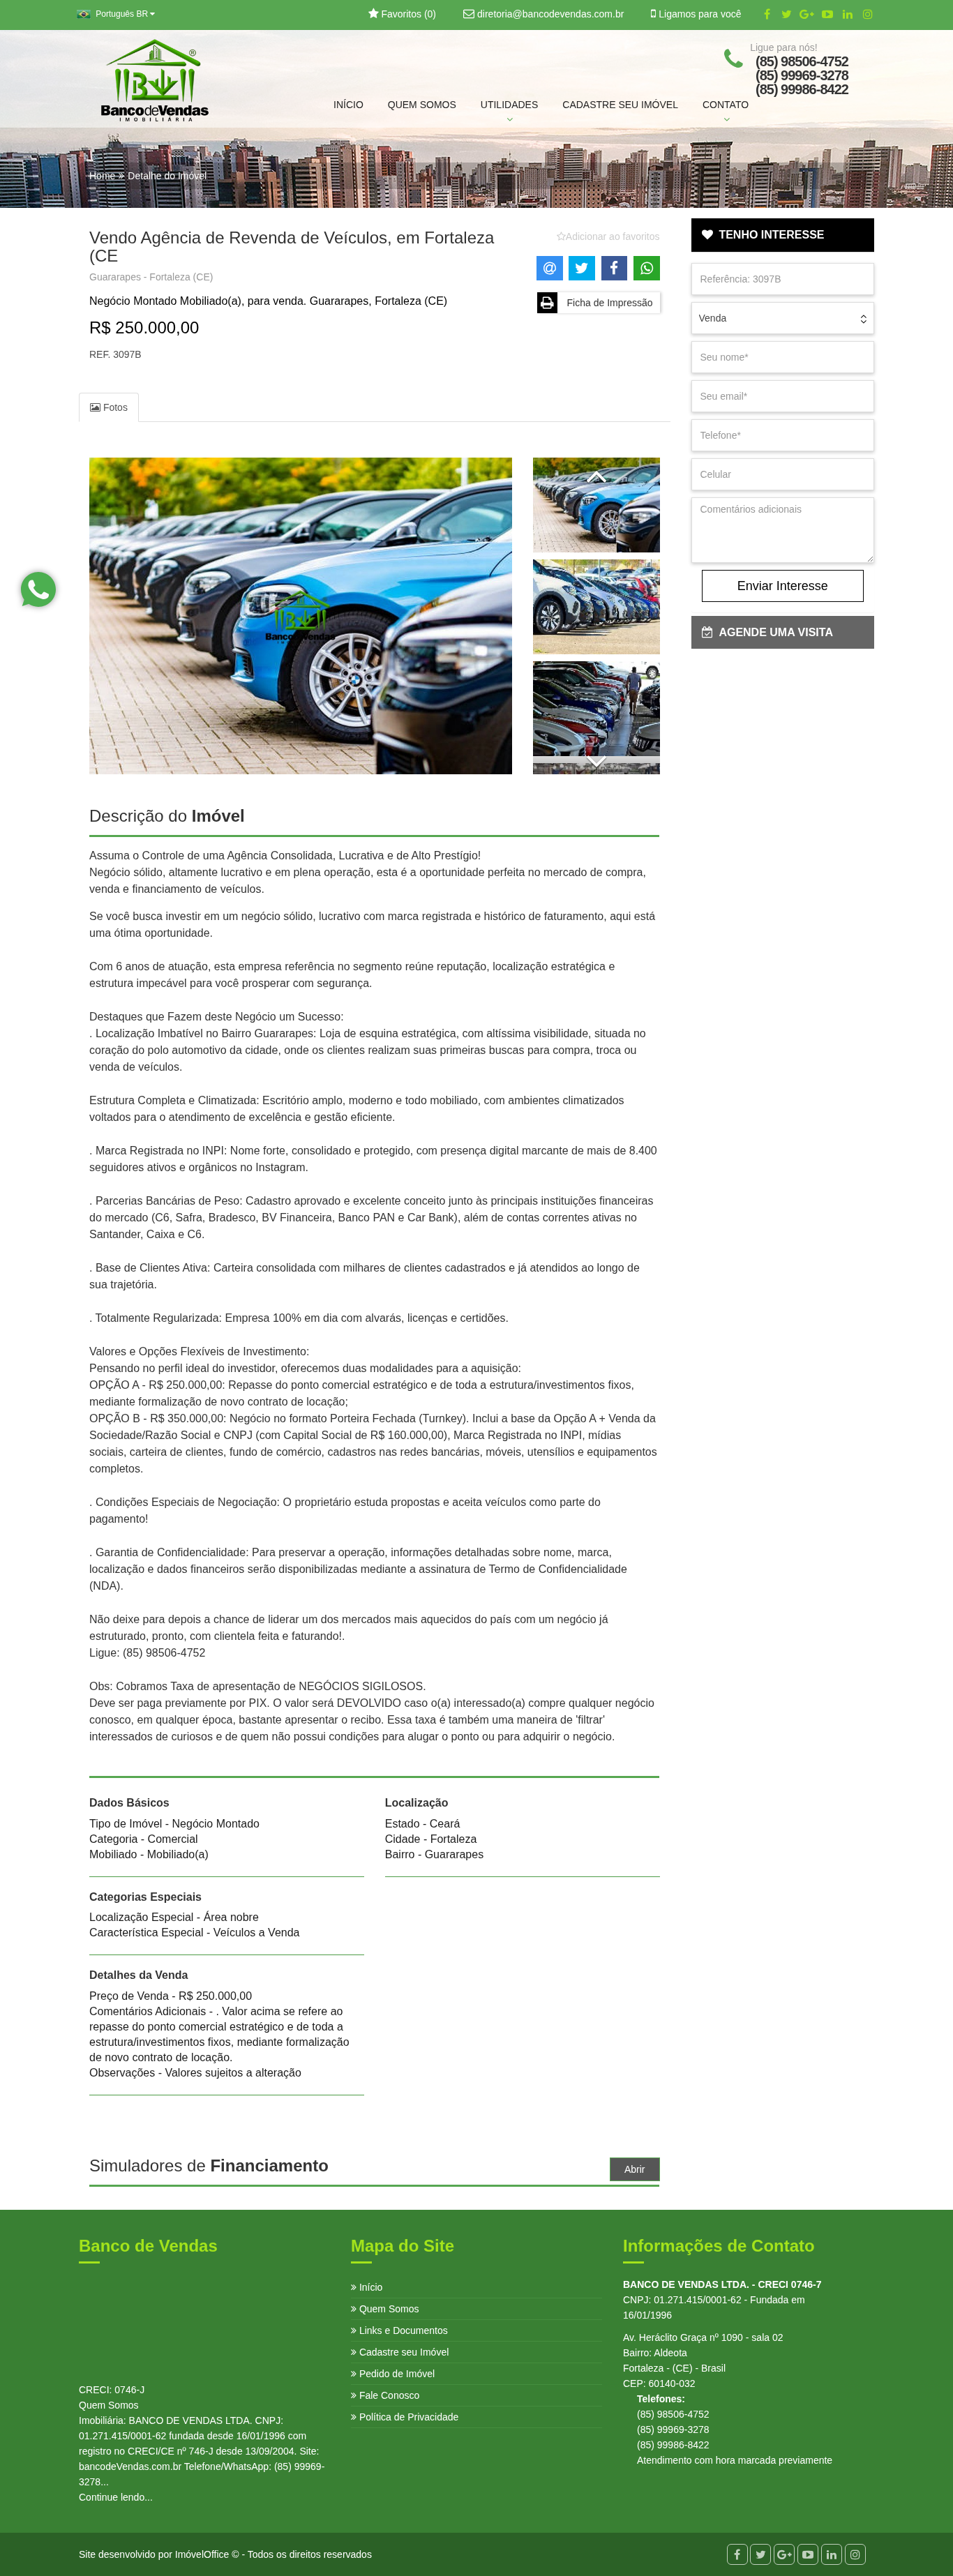 Português BR
Favoritos (0)
diretoria@bancodevendas.com.br
Ligamos para você
Banco de Vendas
IMOBILIÁRIA
Ligue para nós!
(85) 98506-4752
(85) 99969-3278
(85) 99986-8422
INÍCIO
QUEM SOMOS
UTILIDADES
CADASTRE SEU IMÓVEL
CONTATO
Home » Detalhe do Imóvel
Vendo Agência de Revenda de Veículos, em Fortaleza
(CE
Guararapes - Fortaleza (CE)
Negócio Montado Mobiliado(a), para venda. Guararapes, Fortaleza (CE)
R$ 250.000,00
REF. 3097B
Adicionar ao favoritos
Ficha de Impressão
TENHO INTERESSE
Referência: 3097B
Venda
Seu nome*
Seu email*
Telefone*
Celular
Comentários adicionais
Enviar Interesse
AGENDE UMA VISITA
Fotos
Banco de Vendas
Descrição do Imóvel
Assuma o Controle de uma Agência Consolidada, Lucrativa e de Alto Prestígio!
Negócio sólido, altamente lucrativo e em plena operação, esta é a oportunidade perfeita no mercado de compra,
venda e financiamento de veículos.
Se você busca investir em um negócio sólido, lucrativo com marca registrada e histórico de faturamento, aqui está
uma ótima oportunidade.
Com 6 anos de atuação, esta empresa referência no segmento reúne reputação, localização estratégica e
estrutura impecável para você prosperar com segurança.
Destaques que Fazem deste Negócio um Sucesso:
. Localização Imbatível no Bairro Guararapes: Loja de esquina estratégica, com altíssima visibilidade, situada no
coração do polo automotivo da cidade, onde os clientes realizam suas primeiras buscas para compra, troca ou
venda de veículos.
Estrutura Completa e Climatizada: Escritório amplo, moderno e todo mobiliado, com ambientes climatizados
voltados para o atendimento de excelência e gestão eficiente.
. Marca Registrada no INPI: Nome forte, consolidado e protegido, com presença digital marcante de mais de 8.400
seguidores ativos e orgânicos no Instagram.
. Parcerias Bancárias de Peso: Cadastro aprovado e excelente conceito junto às principais instituições financeiras
do mercado (C6, Safra, Bradesco, BV Financeira, Banco PAN e Car Bank), além de contas correntes ativas no
Santander, Caixa e C6.
. Base de Clientes Ativa: Carteira consolidada com milhares de clientes cadastrados e já atendidos ao longo de
sua trajetória.
. Totalmente Regularizada: Empresa 100% em dia com alvarás, licenças e certidões.
Valores e Opções Flexíveis de Investimento:
Pensando no perfil ideal do investidor, oferecemos duas modalidades para a aquisição:
OPÇÃO A - R$ 250.000,00: Repasse do ponto comercial estratégico e de toda a estrutura/investimentos fixos,
mediante formalização de novo contrato de locação;
OPÇÃO B - R$ 350.000,00: Negócio no formato Porteira Fechada (Turnkey). Inclui a base da Opção A + Venda da
Sociedade/Razão Social e CNPJ (com Capital Social de R$ 160.000,00), Marca Registrada no INPI, mídias
sociais, carteira de clientes, fundo de comércio, cadastros nas redes bancárias, móveis, utensílios e equipamentos
completos.
. Condições Especiais de Negociação: O proprietário estuda propostas e aceita veículos como parte do
pagamento!
. Garantia de Confidencialidade: Para preservar a operação, informações detalhadas sobre nome, marca,
localização e dados financeiros serão disponibilizadas mediante a assinatura de Termo de Confidencialidade
(NDA).
Não deixe para depois a chance de liderar um dos mercados mais aquecidos do país com um negócio já
estruturado, pronto, com clientela feita e faturando!.
Ligue: (85) 98506-4752
Obs: Cobramos Taxa de apresentação de NEGÓCIOS SIGILOSOS.
Deve ser paga previamente por PIX. O valor será DEVOLVIDO caso o(a) interessado(a) compre qualquer negócio
conosco, em qualquer época, bastante apresentar o recibo. Essa taxa é também uma maneira de 'filtrar'
interessados de curiosos e de quem não possui condições para alugar o ponto ou para adquirir o negócio.
Dados Básicos
Tipo de Imóvel - Negócio Montado
Categoria - Comercial
Mobiliado - Mobiliado(a)
Localização
Estado - Ceará
Cidade - Fortaleza
Bairro - Guararapes
Categorias Especiais
Localização Especial - Área nobre
Característica Especial - Veículos a Venda
Detalhes da Venda
Preço de Venda - R$ 250.000,00
Comentários Adicionais - . Valor acima se refere ao
repasse do ponto comercial estratégico e de toda a
estrutura/investimentos fixos, mediante formalização
de novo contrato de locação.
Observações - Valores sujeitos a alteração
Simuladores de Financiamento
Abrir
Banco de Vendas
CRECI: 0746-J
Quem Somos
Imobiliária: BANCO DE VENDAS LTDA. CNPJ:
01.271.415/0001-62 fundada desde 16/01/1996 com
registro no CRECI/CE nº 746-J desde 13/09/2004. Site:
bancodeVendas.com.br Telefone/WhatsApp: (85) 99969-
3278...
Continue lendo...
Mapa do Site
» Início
» Quem Somos
» Links e Documentos
» Cadastre seu Imóvel
» Pedido de Imóvel
» Fale Conosco
» Política de Privacidade
Informações de Contato
BANCO DE VENDAS LTDA. - CRECI 0746-7
CNPJ: 01.271.415/0001-62 - Fundada em
16/01/1996
Av. Heráclito Graça nº 1090 - sala 02
Bairro: Aldeota
Fortaleza - (CE) - Brasil
CEP: 60140-032
Telefones:
(85) 98506-4752
(85) 99969-3278
(85) 99986-8422
Atendimento com hora marcada previamente
Site desenvolvido por ImóvelOffice © - Todos os direitos reservados